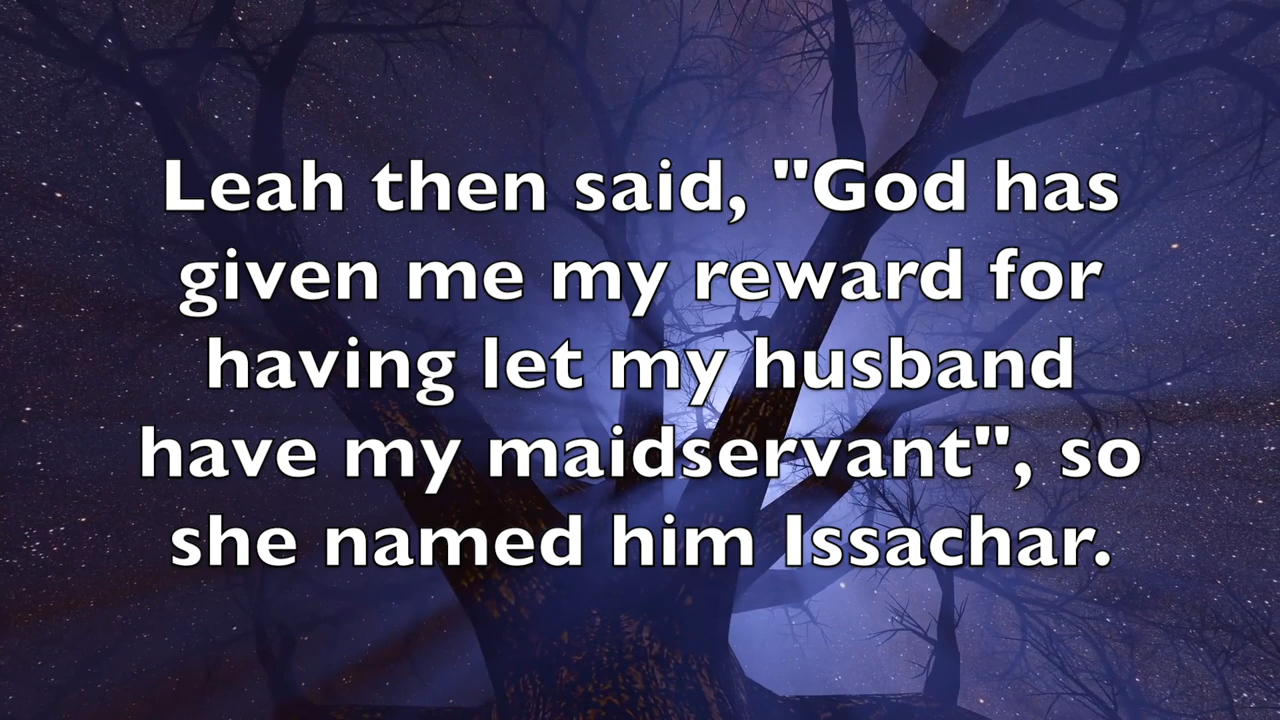 Leah then said, "God has
given me my reward for
having let my husband
have my maidservant", so
she named him Issachar.